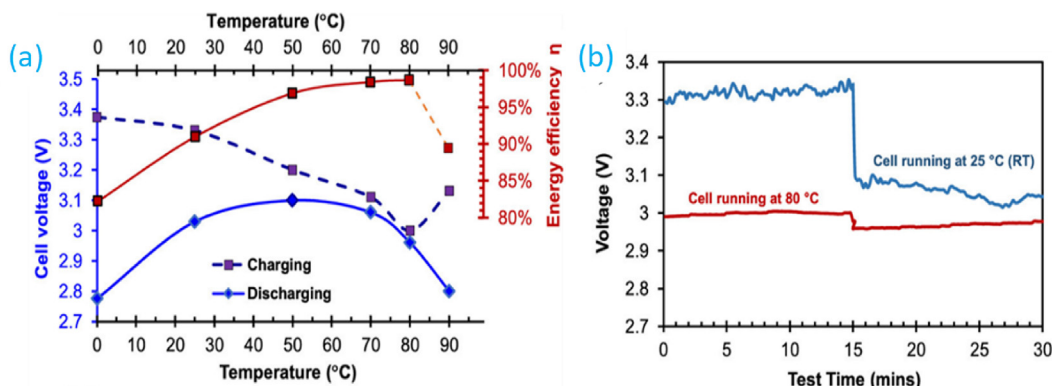 (a)
Temperature (°C)
0 10 20 30 40 50 60 70 80 90
Cell voltage (V)
3.5
3.4
3.3
3.2
3.1
3
2.9
2.8
2.7
100%
95%
90%
85%
80%
Energy efficiency η
Charging
Discharging
0 10 20 30 40 50 60 70 80 90
Temperature (°C)
(b)
Voltage (V)
3.4
3.3
3.2
3.1
3
2.9
2.8
2.7
Cell running at 25 °C (RT)
Cell running at 80 °C
0 5 10 15 20 25 30
Test Time (mins)